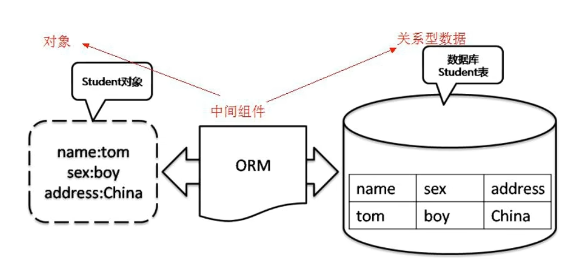 对象
关系型数据
Student对象
数据库
Student表
中间组件
name:tom
sex:boy
address:China
ORM
name sex address
tom boy China